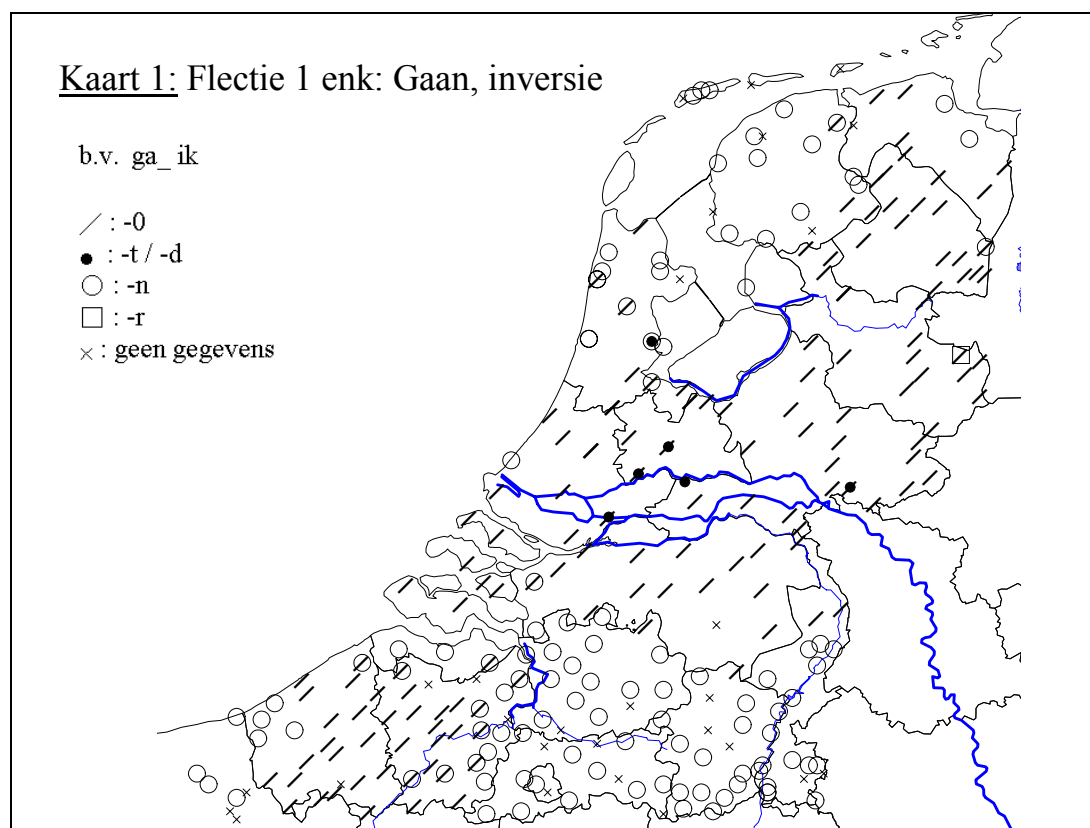 Kaart 1: Flectie 1 enk: Gaan, inversie
b.v. ga_ ik
/ : -0
● : -t / -d
○ : -n
□ : -r
× : geen gegevens